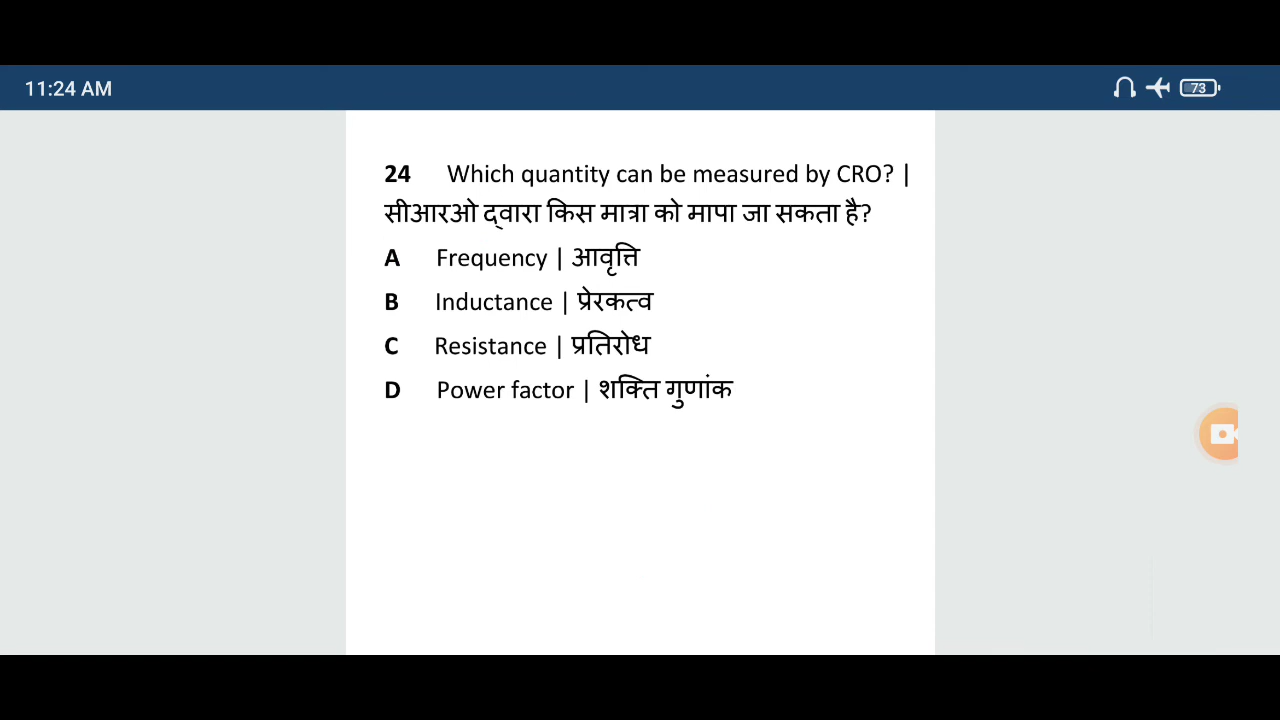 11:24 AM
73
24 Which quantity can be measured by CRO? |
सीआरओ द्वारा किस मात्रा को मापा जा सकता है?
A Frequency | आवृत्ति
B Inductance | प्रेरकत्व
C Resistance | प्रतिरोध
D Power factor | शक्ति गुणांक